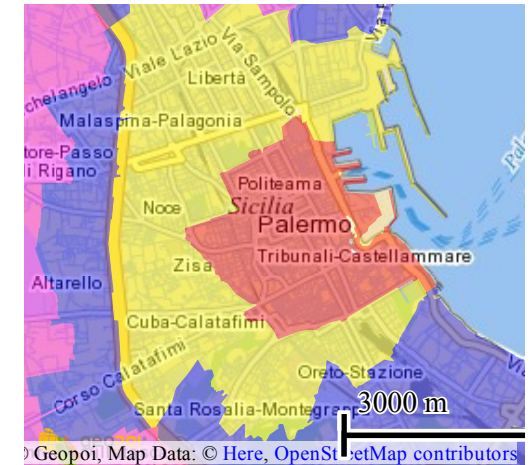 Via Sampolo
Viale Lazio
Libertà
chelangelo
Malaspina-Palagonia
tore-Passo
di Rigano
Politeama
Noce
Sicilia
Palermo
Tribunali-Castellammare
Zisa
Altarello
Cuba-Calatafimi
Oreto-Stazione
Corso Calatafimi
3000 m
Santa Rosalia-Montegrap
© Geopoi, Map Data: © Here, OpenStreetMap contributors